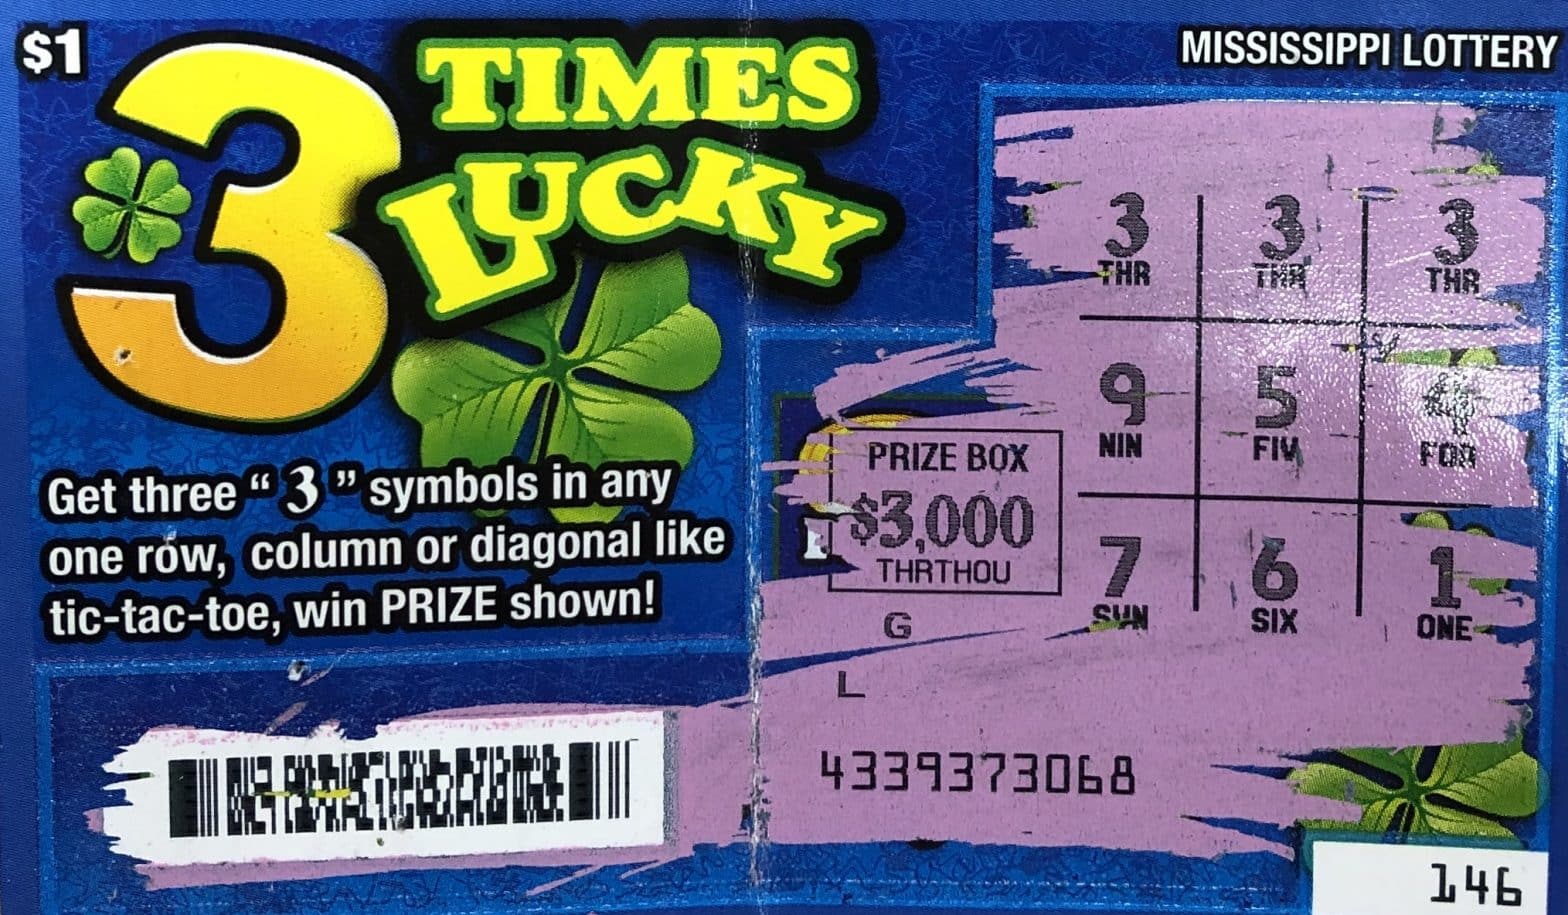 $1
3 TIMES
LUCKY
MISSISSIPPI LOTTERY
Get three “ 3 ” symbols in any
one row, column or diagonal like
tic-tac-toe, win PRIZE shown!
3 3 3
THR THR THR
9 5 4
NIN FIV FOR
7 6 1
SVN SIX ONE
PRIZE BOX
$3,000
THRTHOU
G
L
4339373068
146